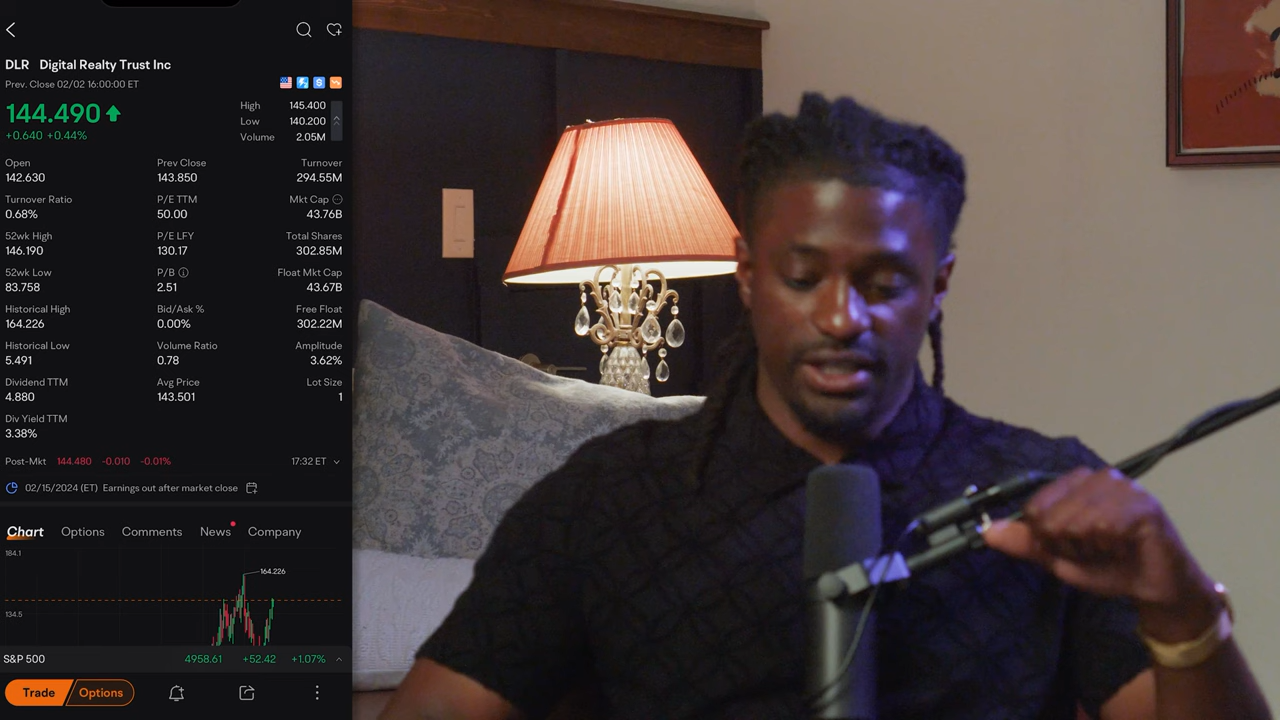 DLR Digital Realty Trust Inc
Prev. Close 02/02 16:00:00 ET
144.490
+0.640 +0.44%
High 145.400
Low 140.200
Volume 2.05M
Open Prev Close Turnover
142.630 143.850 294.55M
Turnover Ratio P/E TTM Mkt Cap
0.68% 50.00 43.76B
52wk High P/E LFY Total Shares
146.190 130.17 302.85M
52wk Low P/B Float Mkt Cap
83.758 2.51 43.67B
Historical High Bid/Ask % Free Float
164.226 0.00% 302.22M
Historical Low Volume Ratio Amplitude
5.491 0.78 3.62%
Dividend TTM Avg Price Lot Size
4.880 143.501 1
Div Yield TTM
3.38%
Post-Mkt 144.480 -0.010 -0.01% 17:32 ET
02/15/2024 (ET) Earnings out after market close
Chart Options Comments News Company
184.1
164.226
134.5
S&P 500 4958.61 +52.42 +1.07%
Trade Options